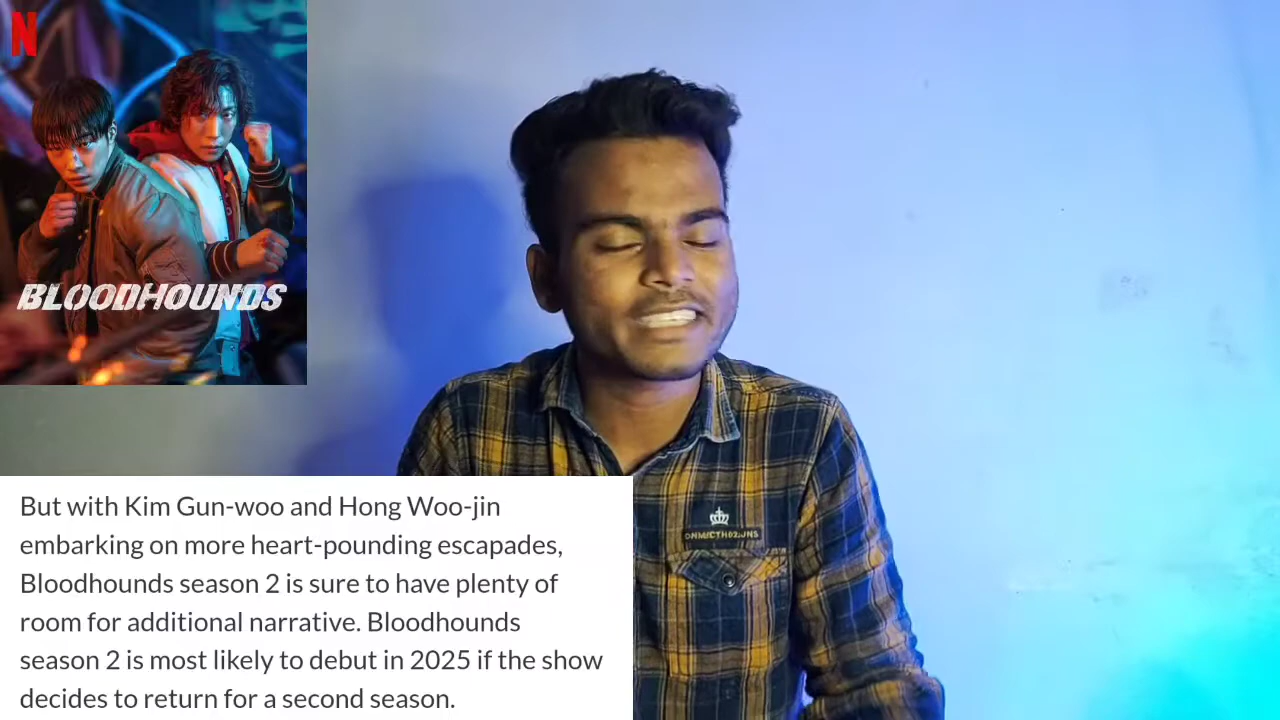 N
BLOODHOUNDS
But with Kim Gun-woo and Hong Woo-jin
embarking on more heart-pounding escapades,
Bloodhounds season 2 is sure to have plenty of
room for additional narrative. Bloodhounds
season 2 is most likely to debut in 2025 if the show
decides to return for a second season.